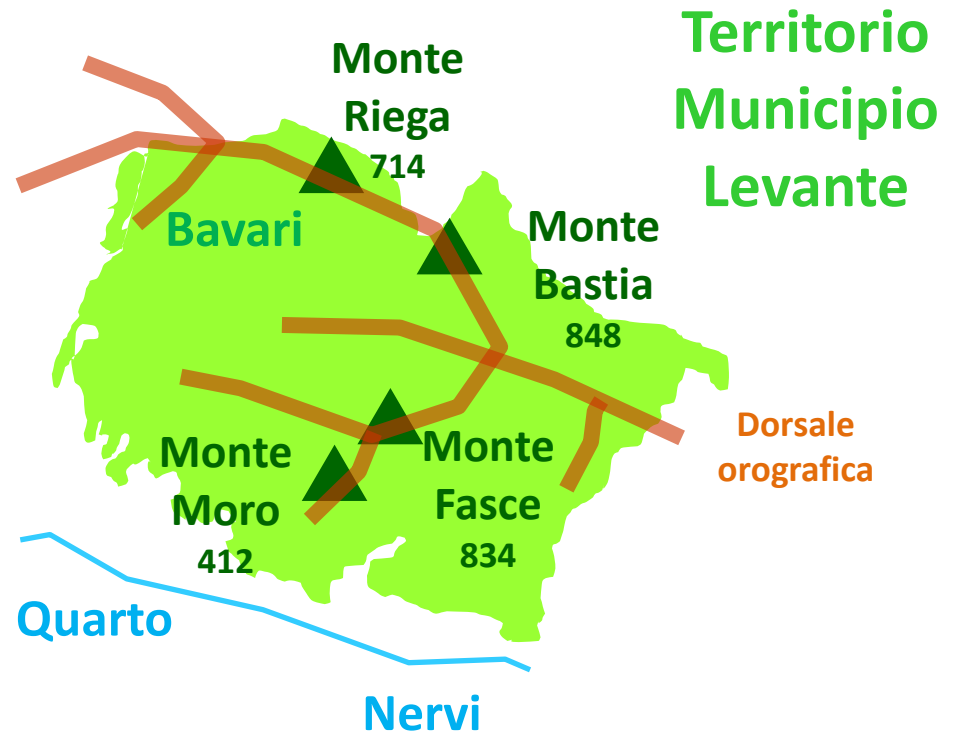 Territorio
Municipio
Levante
Monte
Riega
714
Bavari
Monte
Bastia
848
Monte
Moro
412
Monte
Fasce
834
Dorsale
orografica
Quarto
Nervi